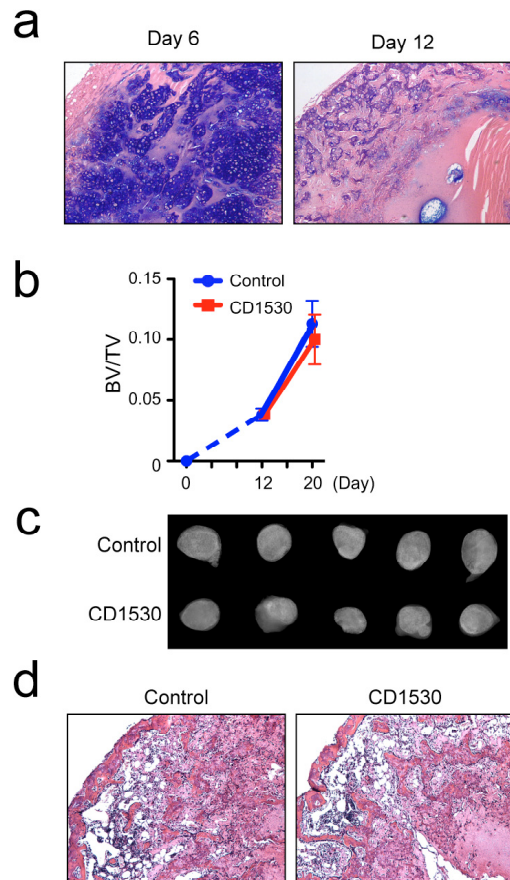 a
Day 6
Day 12
b
0.15
0.10
0.05
0
BV/TV
Control
CD1530
0
12
20
(Day)
c
Control
CD1530
d
Control
CD1530